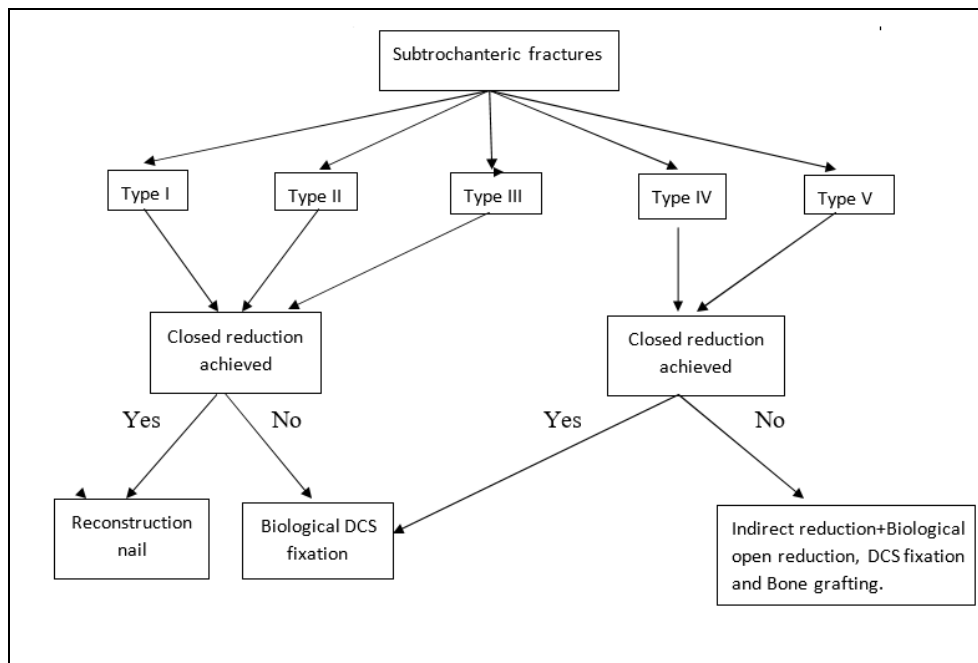 Subtrochanteric fractures
Type I
Type II
Type III
Type IV
Type V
Closed reduction
achieved
Closed reduction
achieved
Yes
No
Yes
No
Reconstruction
nail
Biological DCS
fixation
Indirect reduction+Biological
open reduction, DCS fixation
and Bone grafting.